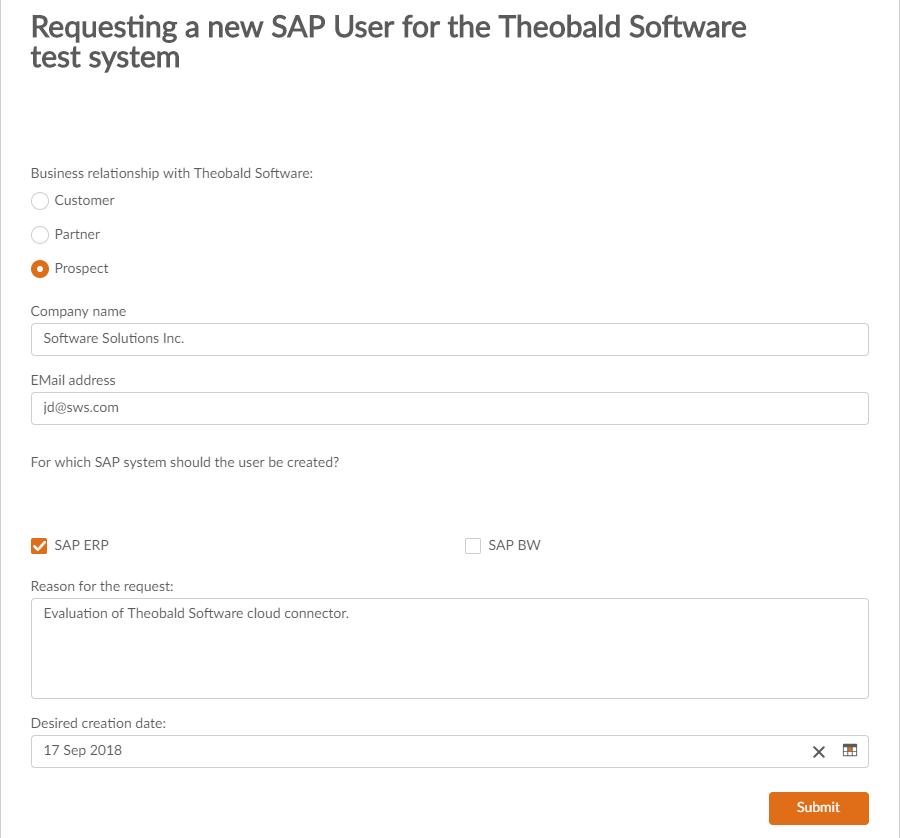 Requesting a new SAP User for the Theobald Software
test system
Business relationship with Theobald Software:
Customer
Partner
Prospect
Company name
Software Solutions Inc.
EMail address
jd@sws.com
For which SAP system should the user be created?
SAP ERP
SAP BW
Reason for the request:
Evaluation of Theobald Software cloud connector.
Desired creation date:
17 Sep 2018
Submit